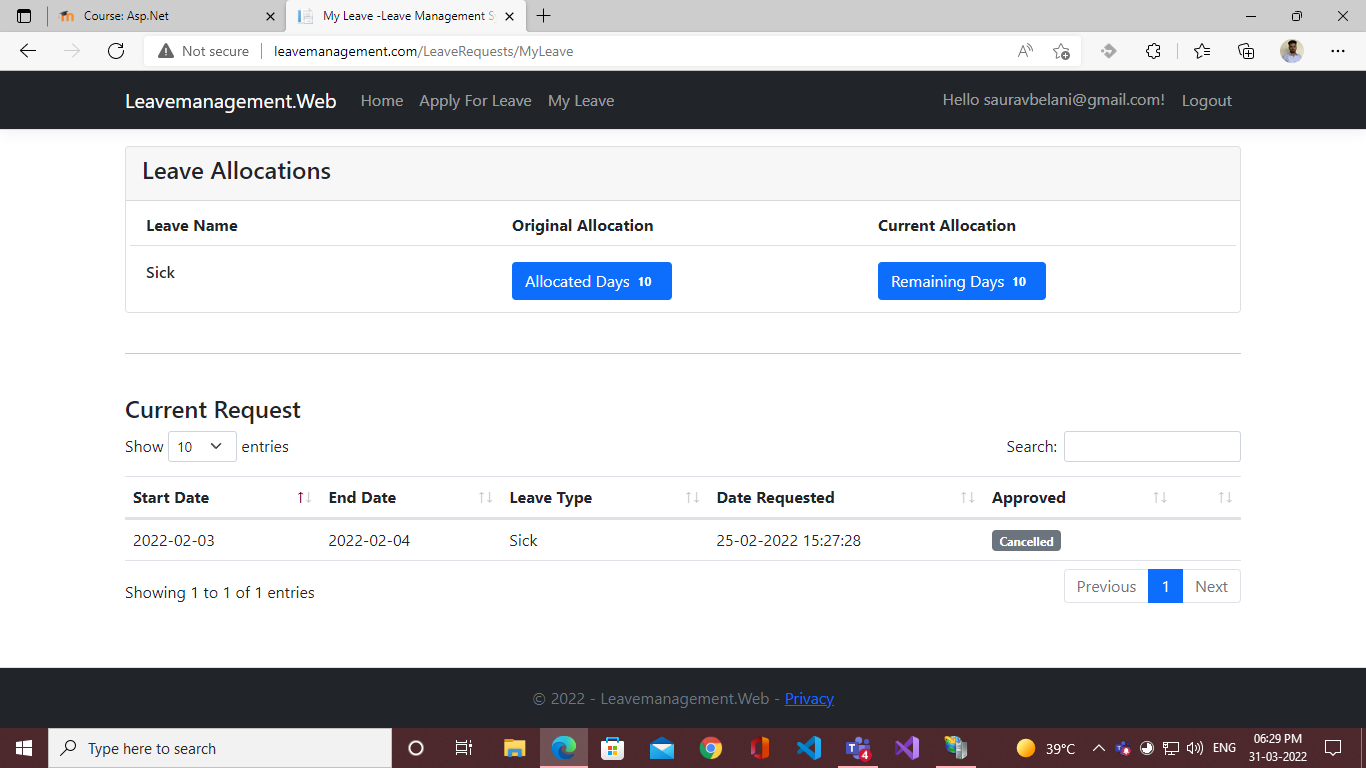 Course: Asp.Net
My Leave -Leave Management S
Not secure
leavemanagement.com/LeaveRequests/MyLeave
Leavemanagement.Web Home Apply For Leave My Leave Hello sauravbelani@gmail.com! Logout
Leave Allocations
Leave Name Original Allocation Current Allocation
Sick Allocated Days 10 Remaining Days 10
Current Request
Show 10 entries Search:
Start Date End Date Leave Type Date Requested Approved
2022-02-03 2022-02-04 Sick 25-02-2022 15:27:28 Cancelled
Showing 1 to 1 of 1 entries Previous 1 Next
© 2022 - Leavemanagement.Web - Privacy
Type here to search 4 39°C ENG 06:29 PM
31-03-2022